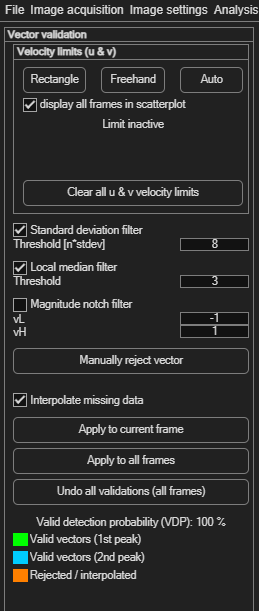 File Image acquisition Image settings Analysis
Vector validation
Velocity limits (u & v)
Rectangle Freehand Auto
display all frames in scatterplot
Limit inactive
Clear all u & v velocity limits
Standard deviation filter
Threshold [n*stdev] 8
Local median filter
Threshold 3
Magnitude notch filter
vL -1
vH 1
Manually reject vector
Interpolate missing data
Apply to current frame
Apply to all frames
Undo all validations (all frames)
Valid detection probability (VDP): 100 %
Valid vectors (1st peak)
Valid vectors (2nd peak)
Rejected / interpolated